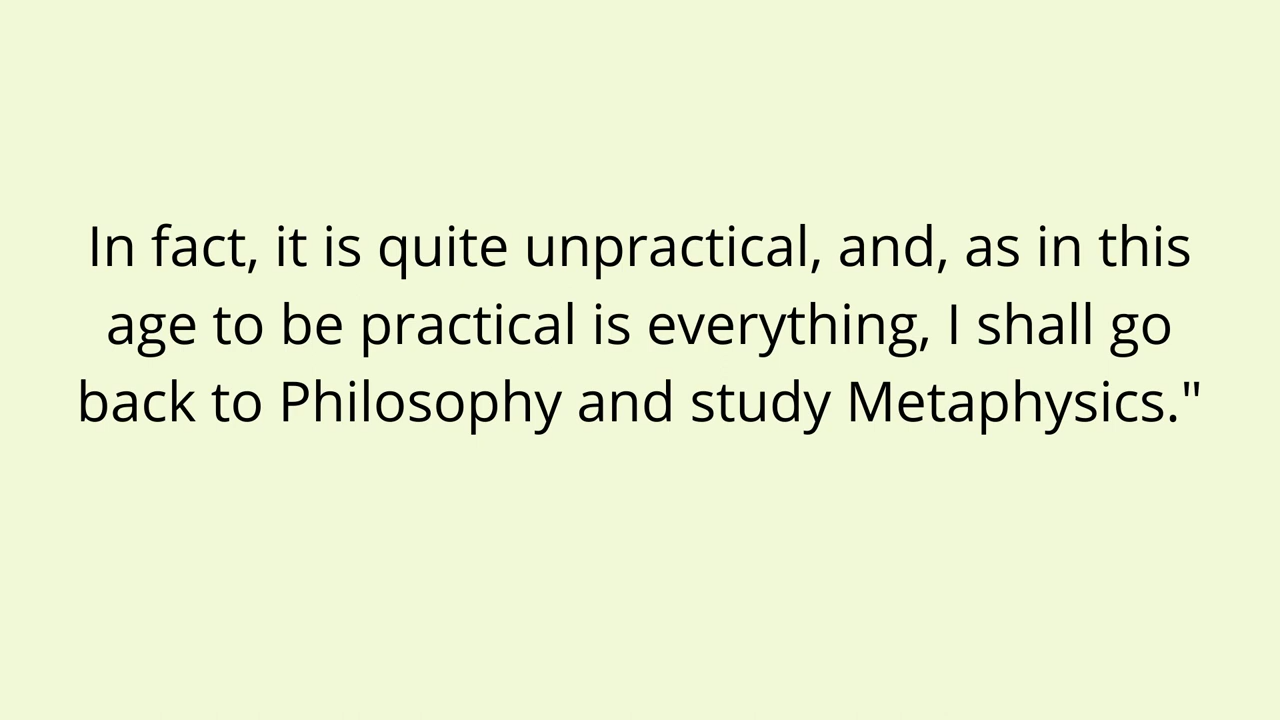 In fact, it is quite unpractical, and, as in this
age to be practical is everything, I shall go
back to Philosophy and study Metaphysics."